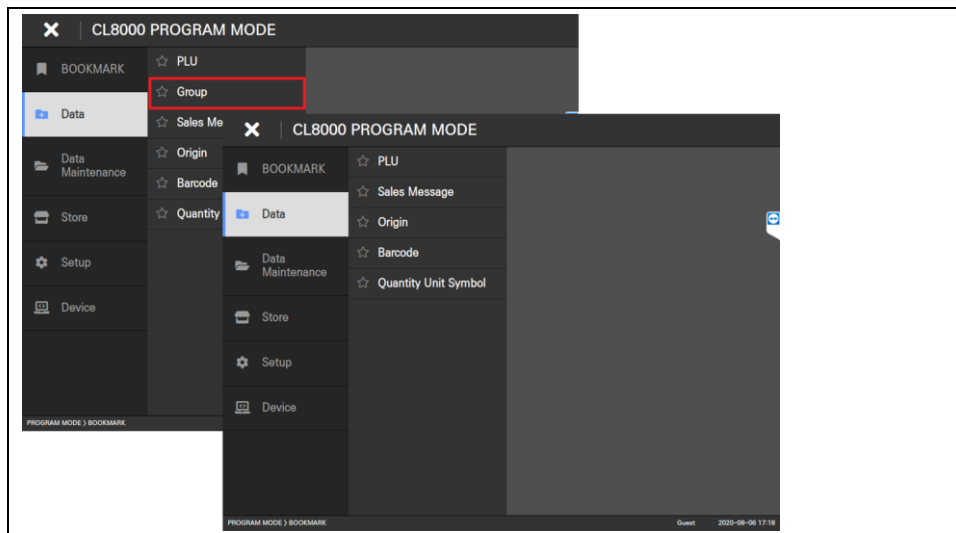 CL8000 PROGRAM MODE
BOOKMARK
Data
Data
Maintenance
Store
Setup
Device
PLU
Group
Sales Me
Origin
Barcode
Quantity
PROGRAM MODE > BOOKMARK
CL8000 PROGRAM MODE
BOOKMARK
Data
Data
Maintenance
Store
Setup
Device
PLU
Sales Message
Origin
Barcode
Quantity Unit Symbol
PROGRAM MODE > BOOKMARK
Guest 2020-08-06 17:18